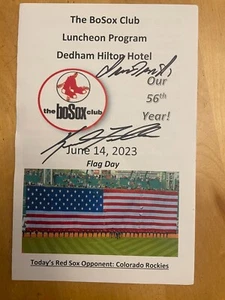 The BoSox Club
Luncheon Program
Dedham Hilton Hotel
Our
56th
Year!
the boSox club
June 14, 2023
Flag Day
Today's Red Sox Opponent: Colorado Rockies